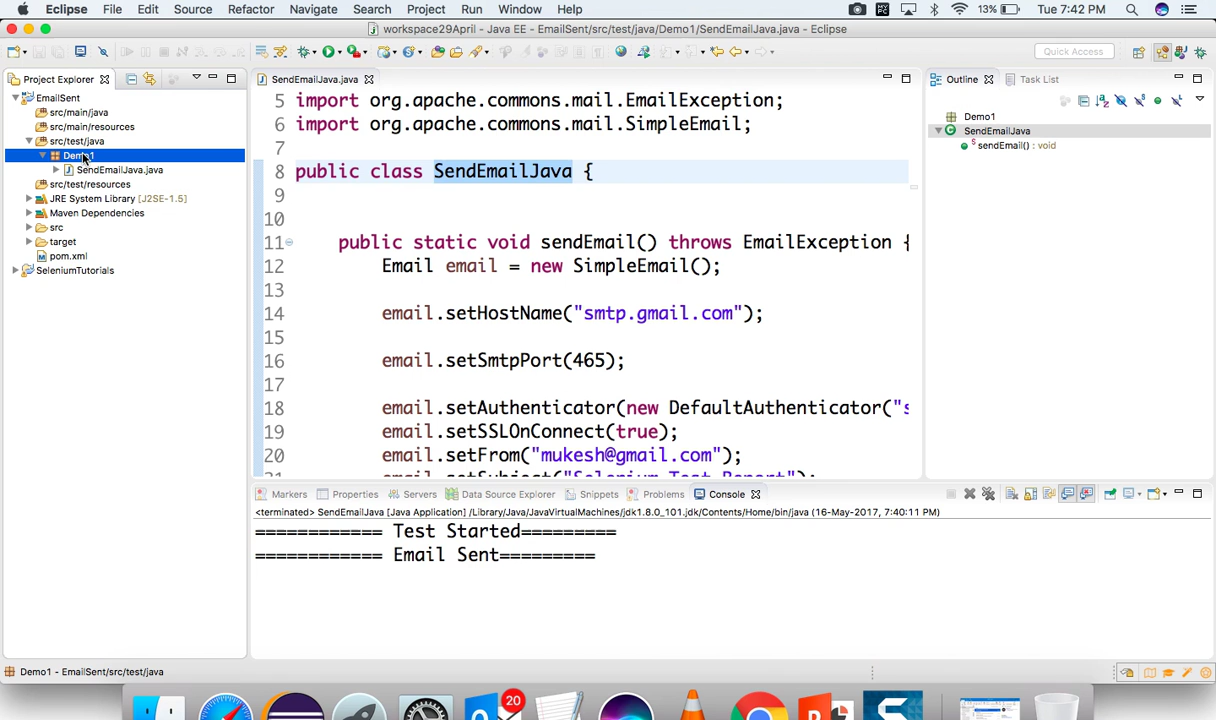 Eclipse File Edit Source Refactor Navigate Search Project Run Window Help 13% Tue 7:42 PM
workspace29April - Java EE - EmailSent/src/test/java/Demo1/SendEmailJava.java - Eclipse
Quick Access
Project Explorer
EmailSent
src/main/java
src/main/resources
src/test/java
Demo1
SendEmailJava.java
src/test/resources
JRE System Library [J2SE-1.5]
Maven Dependencies
src
target
pom.xml
SeleniumTutorials
SendEmailJava.java
5 import org.apache.commons.mail.EmailException;
6 import org.apache.commons.mail.SimpleEmail;
7
8 public class SendEmailJava {
9
10
11 public static void sendEmail() throws EmailException {
12 Email email = new SimpleEmail();
13
14 email.setHostName("smtp.gmail.com");
15
16 email.setSmtpPort(465);
17
18 email.setAuthenticator(new DefaultAuthenticator("s
19 email.setSSLOnConnect(true);
20 email.setFrom("mukesh@gmail.com");
21 email.setSubject("Selenium Test Report");
Outline Task List
Demo1
SendEmailJava
S sendEmail() : void
Markers Properties Servers Data Source Explorer Snippets Problems Console
<terminated> SendEmailJava [Java Application] /Library/Java/JavaVirtualMachines/jdk1.8.0_101.jdk/Contents/Home/bin/java (16-May-2017, 7:40:11 PM)
============ Test Started=========
============ Email Sent=========
Demo1 - EmailSent/src/test/java
20